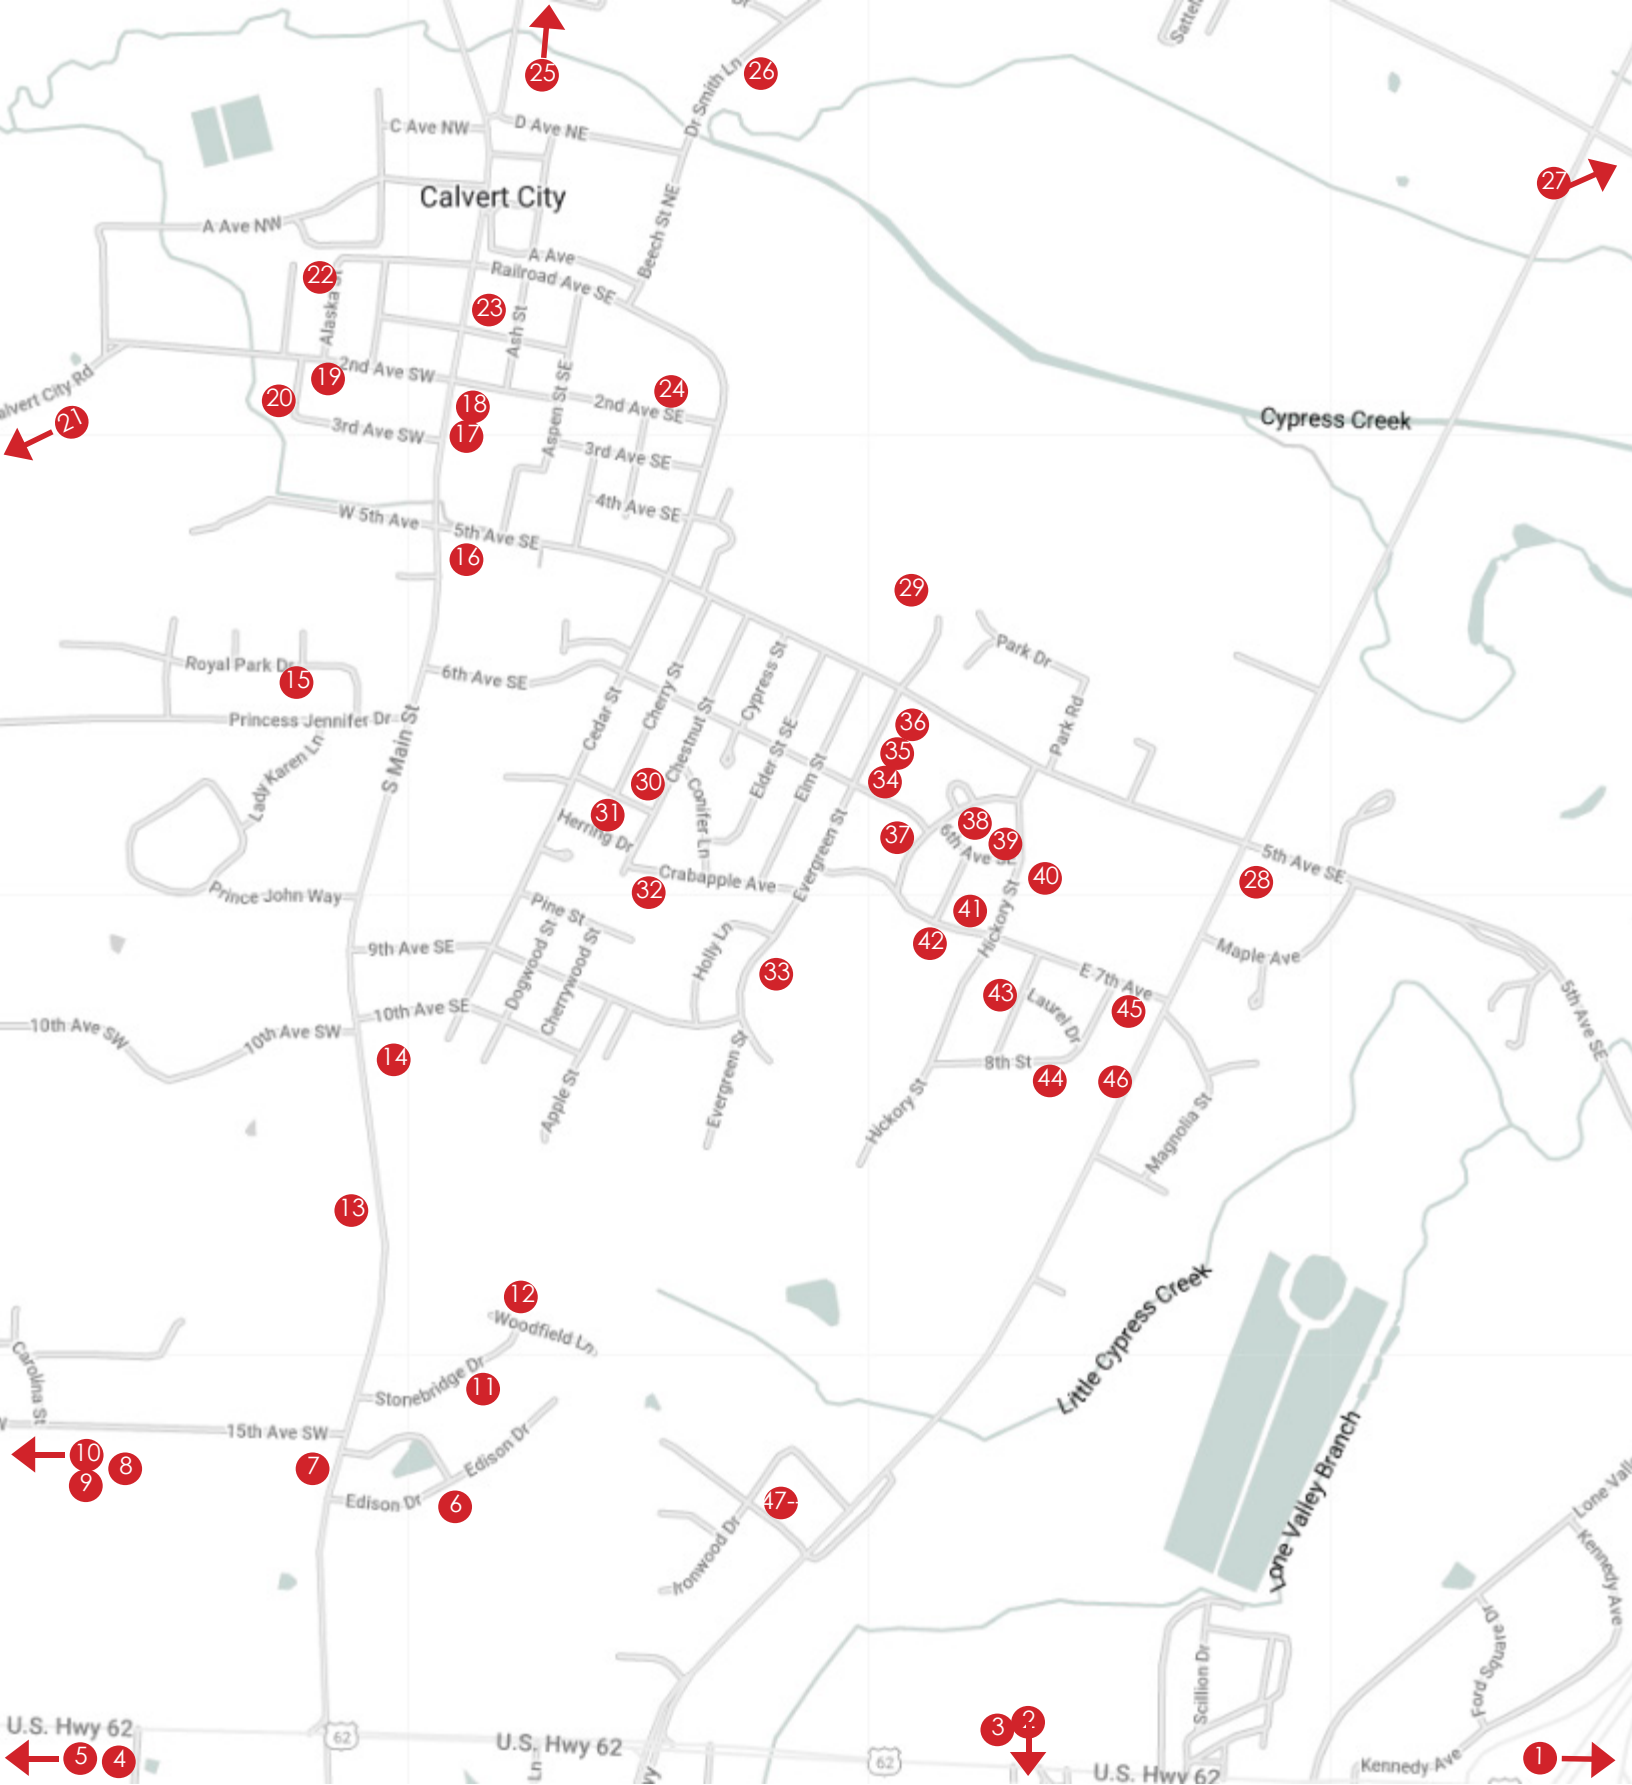 Dr Smith Ln
25
26
C Ave NW
D Ave NE
27
Calvert City
Beech St NE
A Ave NW
A Ave
Railroad Ave SE
22
Alaska
23
Ash St
2nd Ave SW
19
20
18
24
2nd Ave SE
Aspen St SE
alvert City Rd
21
3rd Ave SW
17
3rd Ave SE
Cypress Creek
4th Ave SE
W 5th Ave
5th Ave SE
16
29
Park Dr
Royal Park Dr
15
6th Ave SE
Princess Jennifer Dr
S Main St
Lady Karen Ln
Cedar St
Cherry St
Chestnut St
Cypress St
Elder St SE
Elm St
Conifer Ln
36
35
34
Park Rd
30
31
Herring Dr
37
38
39
6th Ave SE
Evergreen St
32
Crabapple Ave
40
28
5th Ave SE
Prince John Way
Pine St
41
42
Hickory St
9th Ave SE
Dogwood St
Cherrywood St
Holly Ln
33
Maple Ave
E 7th Ave
43
Laurel Dr
45
5th Ave SE
10th Ave SW
10th Ave SW
10th Ave SE
14
Apple St
Evergreen St
8th St
44
46
Hickory St
Magnolia St
13
12
Woodfield Ln
Little Cypress Creek
Carolina St
Stonebridge Dr
11
15th Ave SW
10
9
8
7
Edison Dr
Edison Dr
6
47-
Ironwood Dr
Lone Valley Branch
Lone Vall
Kennedy Ave
Ford Square Dr
Scillion Dr
U.S. Hwy 62
62
U.S. Hwy 62
3
2
62
U.S. Hwy 62
Kennedy Ave
1
5
4
Ln
wy